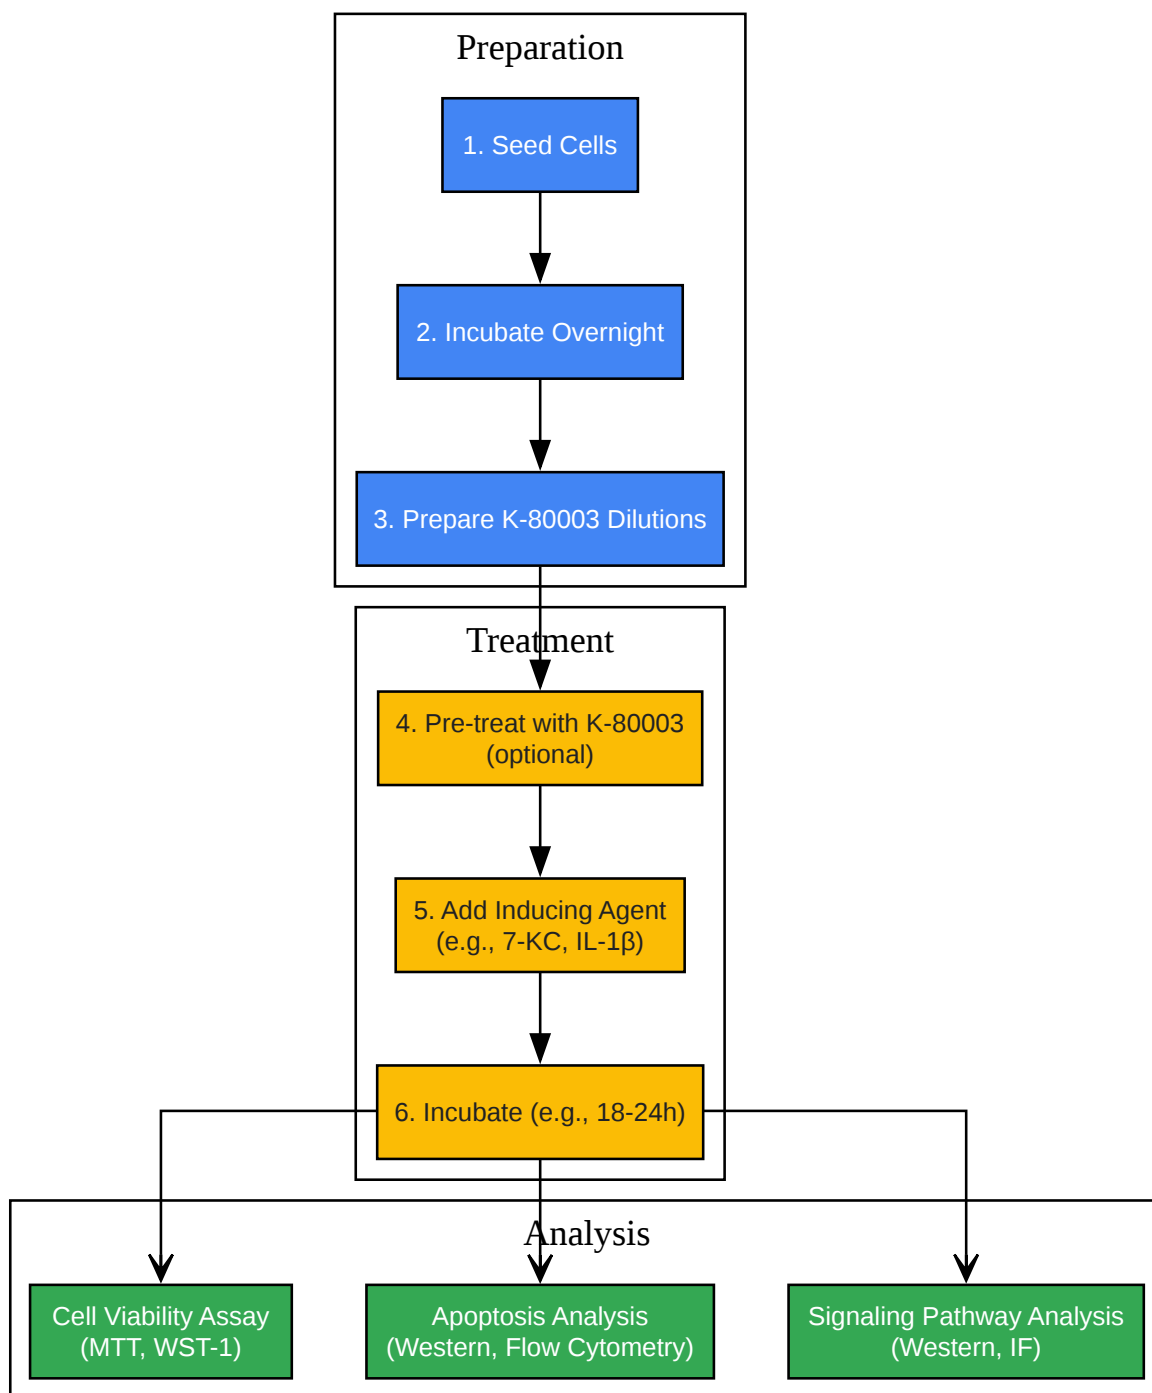 Preparation
1. Seed Cells
2. Incubate Overnight
3. Prepare K-80003 Dilutions
Treatment
4. Pre-treat with K-80003
(optional)
5. Add Inducing Agent
(e.g., 7-KC, IL-1β)
6. Incubate (e.g., 18-24h)
Analysis
Cell Viability Assay
(MTT, WST-1)
Apoptosis Analysis
(Western, Flow Cytometry)
Signaling Pathway Analysis
(Western, IF)